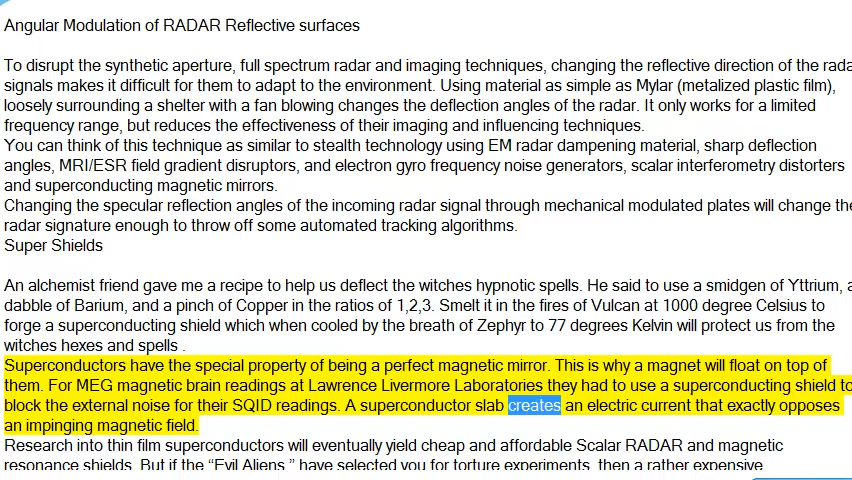 Angular Modulation of RADAR Reflective surfaces
To disrupt the synthetic aperture, full spectrum radar and imaging techniques, changing the reflective direction of the
signals makes it difficult for them to adapt to the environment. Using material as simple as Mylar (metalized plastic film),
loosely surrounding a shelter with a fan blowing changes the deflection angles of the radar. It only works for a limited
frequency range, but reduces the effectiveness of their imaging and influencing techniques.
You can think of this technique as similar to stealth technology using EM radar dampening material, sharp deflection
angles, MRI/ESR field gradient disruptors, and electron gyro frequency noise generators, scalar interferometry distorters
and superconducting magnetic mirrors.
Changing the specular reflection angles of the incoming radar signal through mechanical modulated plates will change
radar signature enough to throw off some automated tracking algorithms.
Super Shields
An alchemist friend gave me a recipe to help us deflect the witches hypnotic spells. He said to use a smidgen of Yttrium, a
dabble of Barium, and a pinch of Copper in the ratios of 1,2,3. Smelt it in the fires of Vulcan at 1000 degree Celsius to
forge a superconducting shield which when cooled by the breath of Zephyr to 77 degrees Kelvin will protect us from the
witches hexes and spells .
Superconductors have the special property of being a perfect magnetic mirror. This is why a magnet will float on top of
them. For MEG magnetic brain readings at Lawrence Livermore Laboratories they had to use a superconducting shield to
block the external noise for their SQID readings. A superconductor slab creates an electric current that exactly opposes
an impinging magnetic field.
Research into thin film superconductors will eventually yield cheap and affordable Scalar RADAR and magnetic
resonance shields. But if the “Evil Aliens ” have selected you for torture experiments, then a rather expensive